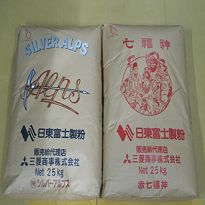 SILVER ALPS
Alps
日東富士製粉
販売総代理店
三菱商事株式会社
Net 25kg
シルバーアルプス
七福神
日東富士製粉
販売総代理店
三菱商事株式会社
Net 25kg
赤七福神